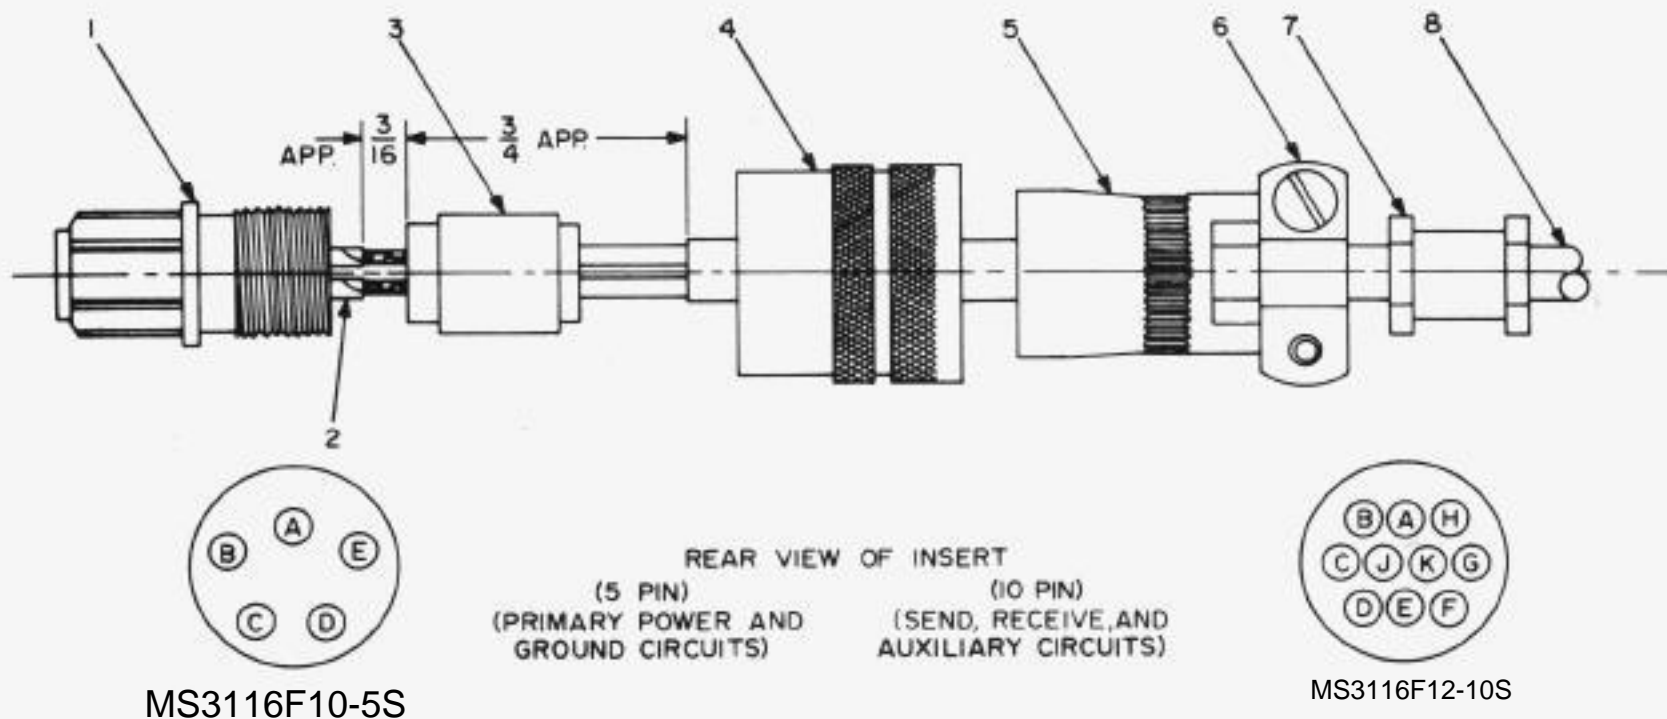 1 3 4 5 6 7 8
APP. 3/16 3/4 APP.
2
A
B E
C D
REAR VIEW OF INSERT
(5 PIN)
(PRIMARY POWER AND
GROUND CIRCUITS)
(10 PIN)
(SEND, RECEIVE, AND
AUXILIARY CIRCUITS)
B A H
C J K G
D E F
MS3116F10-5S
MS3116F12-10S